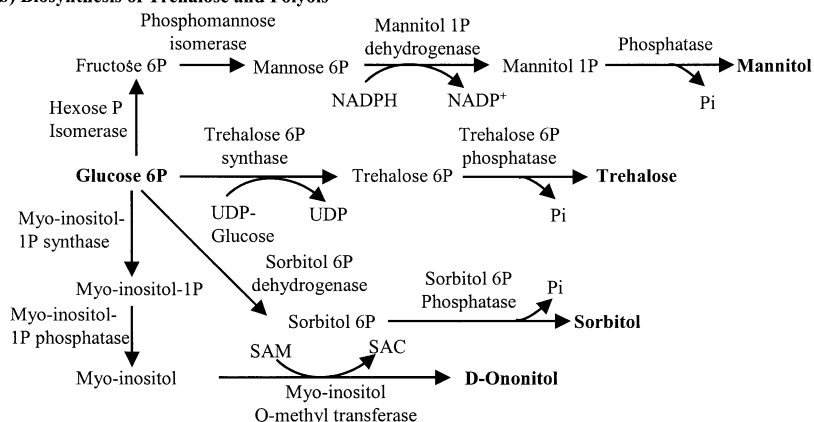 b) Biosynthesis of Trehalose and Polyols
Phosphomannose
isomerase
Mannitol 1P
dehydrogenase
Phosphatase
Fructose 6P
Mannose 6P
Mannitol 1P
Mannitol
NADPH
NADP⁺
Pi
Hexose P
Isomerase
Trehalose 6P
synthase
Trehalose 6P
phosphatase
Glucose 6P
Trehalose 6P
Trehalose
UDP-
Glucose
UDP
Pi
Myo-inositol-
1P synthase
Sorbitol 6P
dehydrogenase
Sorbitol 6P
Phosphatase
Pi
Myo-inositol-1P
Sorbitol 6P
Sorbitol
Myo-inositol-
1P phosphatase
SAM
SAC
Myo-inositol
D-Ononitol
Myo-inositol
O-methyl transferase